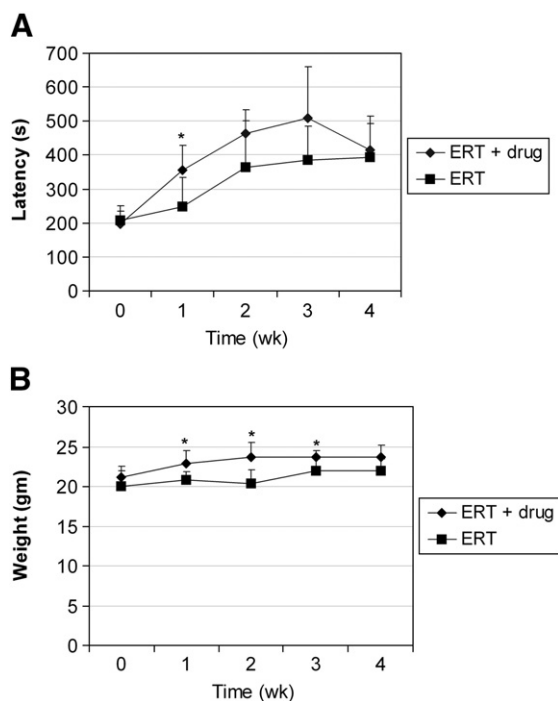 A
700
600
500
400
300
200
100
0
Latency (s)
*
0 1 2 3 4
Time (wk)
ERT + drug
ERT
B
30
25
20
15
10
5
0
Weight (gm)
* * *
0 1 2 3 4
Time (wk)
ERT + drug
ERT